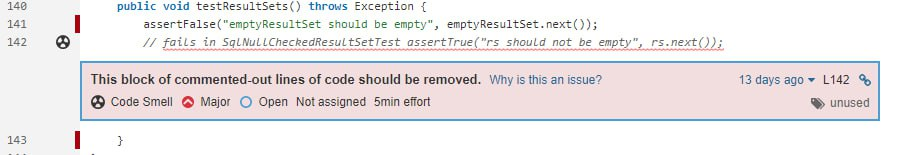 140 public void testResultSets() throws Exception {
141 assertFalse("emptyResultSet should be empty", emptyResultSet.next());
142 // fails in SqlNullCheckedResultSetTest assertTrue("rs should not be empty", rs.next());
This block of commented-out lines of code should be removed. Why is this an issue? 13 days ago L142
Code Smell Major Open Not assigned 5min effort unused
143 }